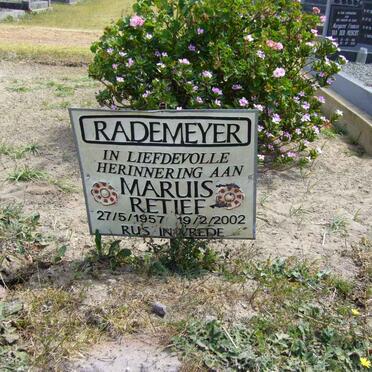 RADEMEYER
IN LIEFDEVOLLE
HERINNERING AAN
MARUIS
RETIEF
27/5/1957 19/2/2002
RUS IN VREDE